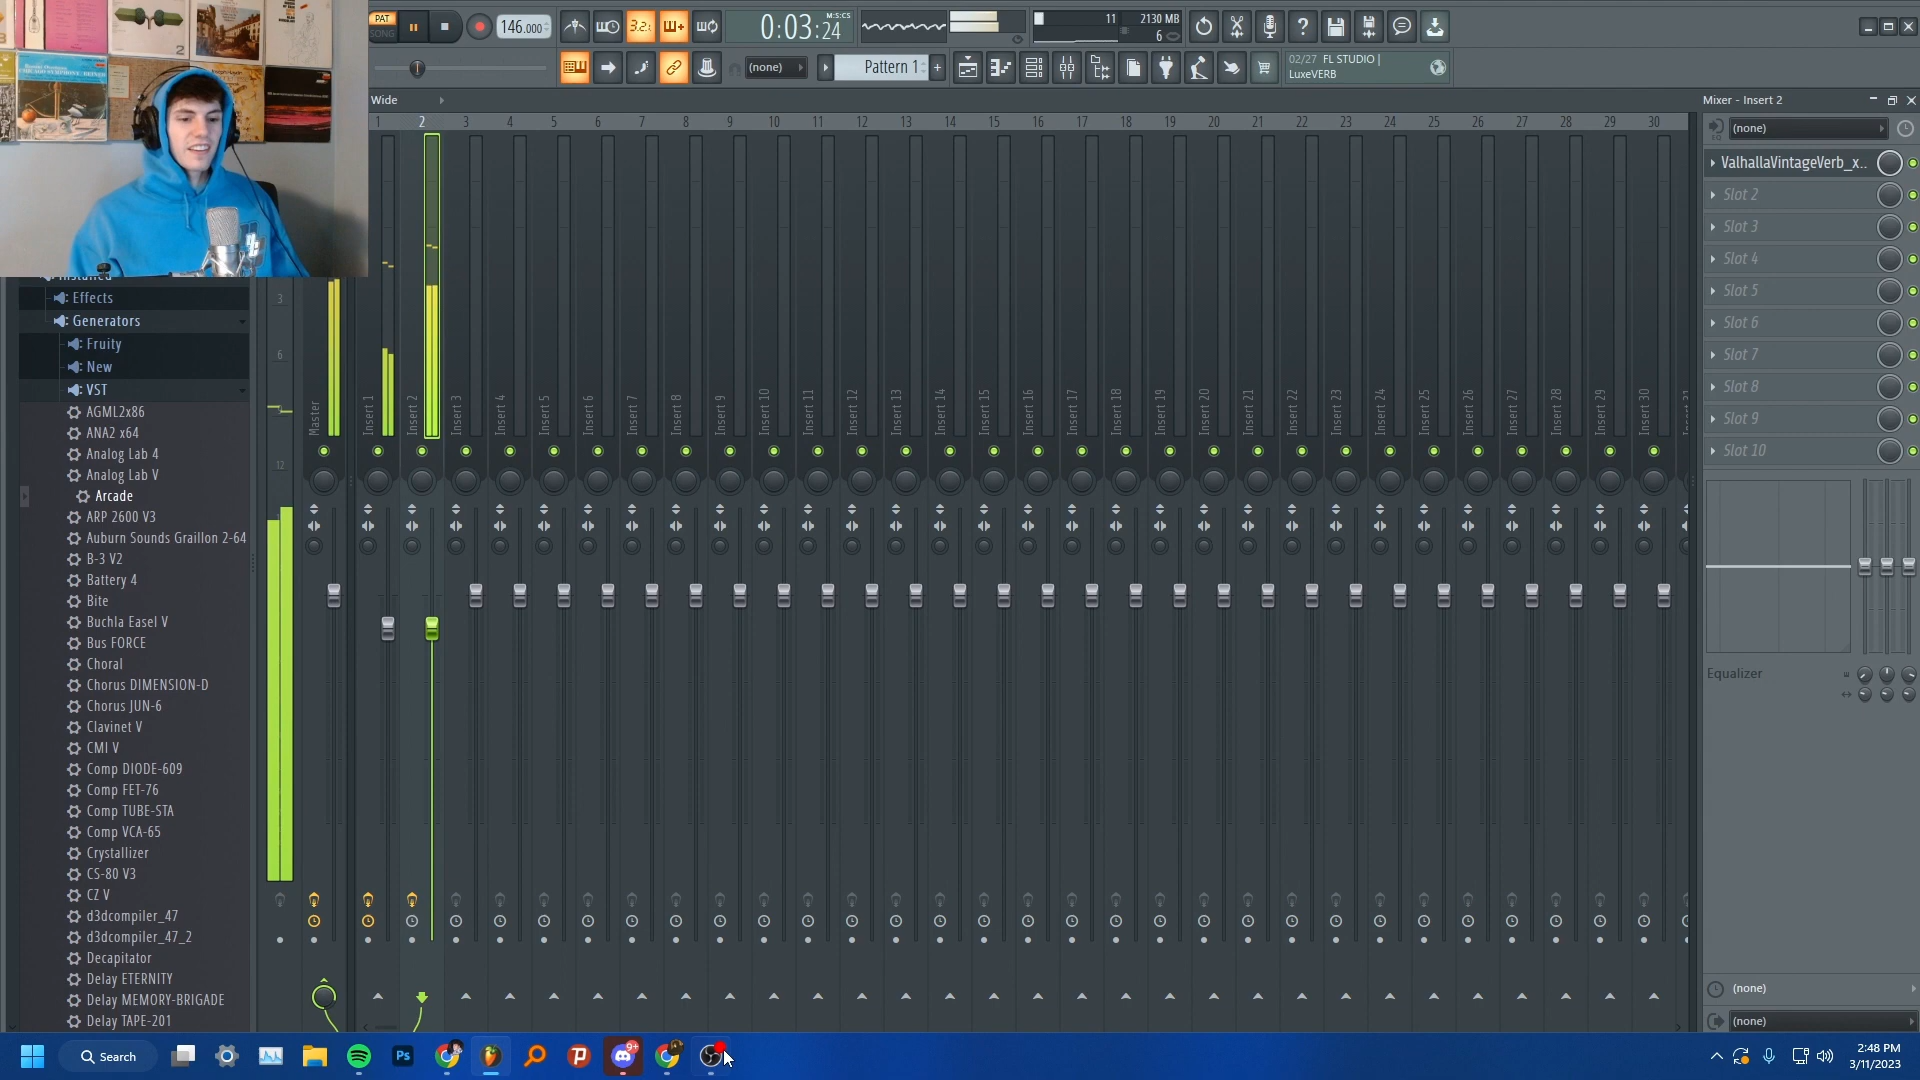 PAT
SONG
146.000
3.2.:
0:03:24
M:S:CS
11
2130 MB
6
(none)
Pattern 1
+
02/27 FL STUDIO |
LuxeVERB
Wide
Mixer - Insert 2
1 2 3 4 5 6 7 8 9 10 11 12 13 14 15 16 17 18 19 20 21 22 23 24 25 26 27 28 29 30
(none)
ValhallaVintageVerb_x..
Slot 2
Slot 3
Slot 4
Slot 5
Slot 6
Slot 7
Slot 8
Slot 9
Slot 10
Equalizer
(none)
(none)
Effects
Generators
Fruity
New
VST
AGML2x86
ANA2 x64
Analog Lab 4
Analog Lab V
Arcade
ARP 2600 V3
Auburn Sounds Graillon 2-64
B-3 V2
Battery 4
Bite
Buchla Easel V
Bus FORCE
Choral
Chorus DIMENSION-D
Chorus JUN-6
Clavinet V
CMI V
Comp DIODE-609
Comp FET-76
Comp TUBE-STA
Comp VCA-65
Crystallizer
CS-80 V3
CZ V
d3dcompiler_47
d3dcompiler_47_2
Decapitator
Delay ETERNITY
Delay MEMORY-BRIGADE
Delay TAPE-201
3
6
12
Master
Insert 1
Insert 2
Insert 3
Insert 4
Insert 5
Insert 6
Insert 7
Insert 8
Insert 9
Insert 10
Insert 11
Insert 12
Insert 13
Insert 14
Insert 15
Insert 16
Insert 17
Insert 18
Insert 19
Insert 20
Insert 21
Insert 22
Insert 23
Insert 24
Insert 25
Insert 26
Insert 27
Insert 28
Insert 29
Insert 30
Search
Ps
9+
2:48 PM
3/11/2023